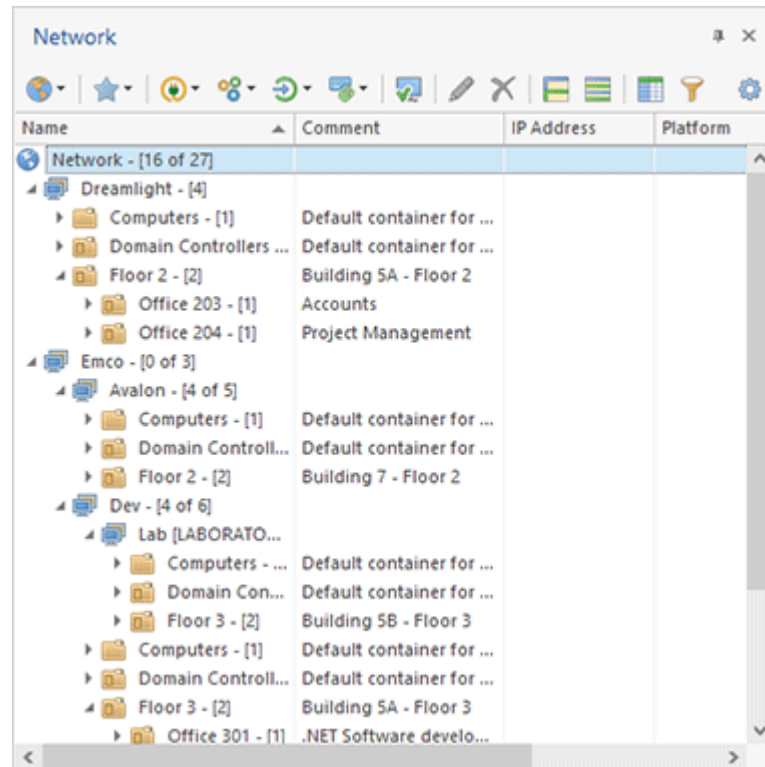 Network
Name Comment IP Address Platform
Network - [16 of 27]
Dreamlight - [4]
Computers - [1] Default container for ...
Domain Controllers ... Default container for ...
Floor 2 - [2] Building 5A - Floor 2
Office 203 - [1] Accounts
Office 204 - [1] Project Management
Emco - [0 of 3]
Avalon - [4 of 5]
Computers - [1] Default container for ...
Domain Controll... Default container for ...
Floor 2 - [2] Building 7 - Floor 2
Dev - [4 of 6]
Lab [LABORATO...
Computers - ... Default container for ...
Domain Con... Default container for ...
Floor 3 - [2] Building 5B - Floor 3
Computers - [1] Default container for ...
Domain Controll... Default container for ...
Floor 3 - [2] Building 5A - Floor 3
Office 301 - [1] .NET Software develo...